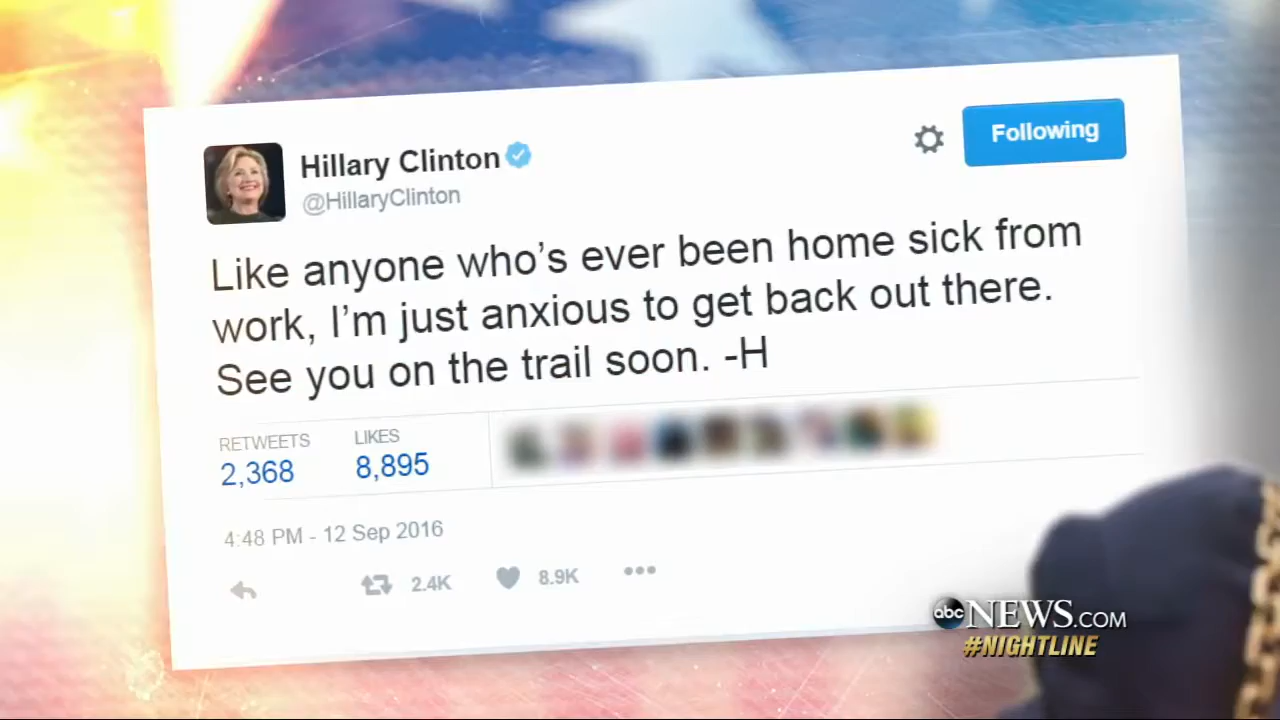 Hillary Clinton
@HillaryClinton
Following
Like anyone who’s ever been home sick from
work, I’m just anxious to get back out there.
See you on the trail soon. -H
RETWEETS LIKES
2,368 8,895
4:48 PM - 12 Sep 2016
2.4K 8.9K
abc NEWS.COM
#NIGHTLINE